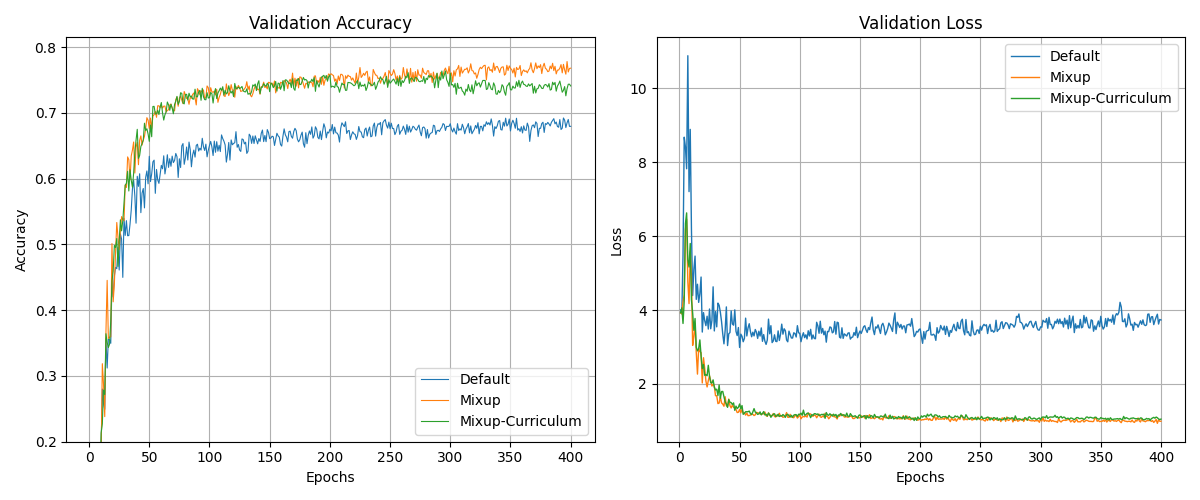 Validation Accuracy
0.8
0.7
0.6
0.5
0.4
0.3
0.2
Accuracy
0 50 100 150 200 250 300 350 400
Epochs
Default
Mixup
Mixup-Curriculum
Validation Loss
10
8
6
4
2
Loss
0 50 100 150 200 250 300 350 400
Epochs
Default
Mixup
Mixup-Curriculum